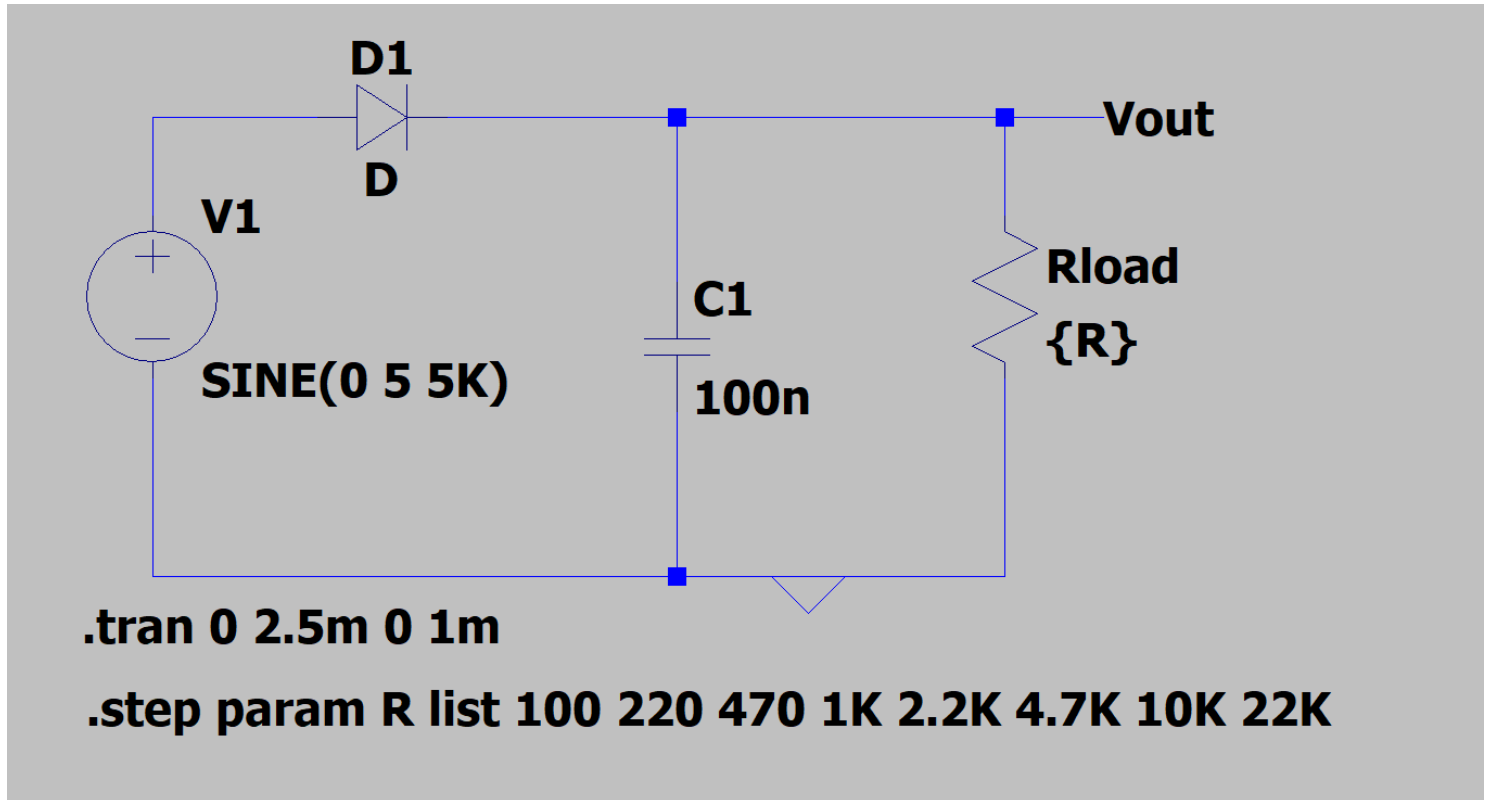 D1
D
Vout
V1
Rload
{R}
C1
100n
SINE(0 5 5K)
.tran 0 2.5m 0 1m
.step param R list 100 220 470 1K 2.2K 4.7K 10K 22K